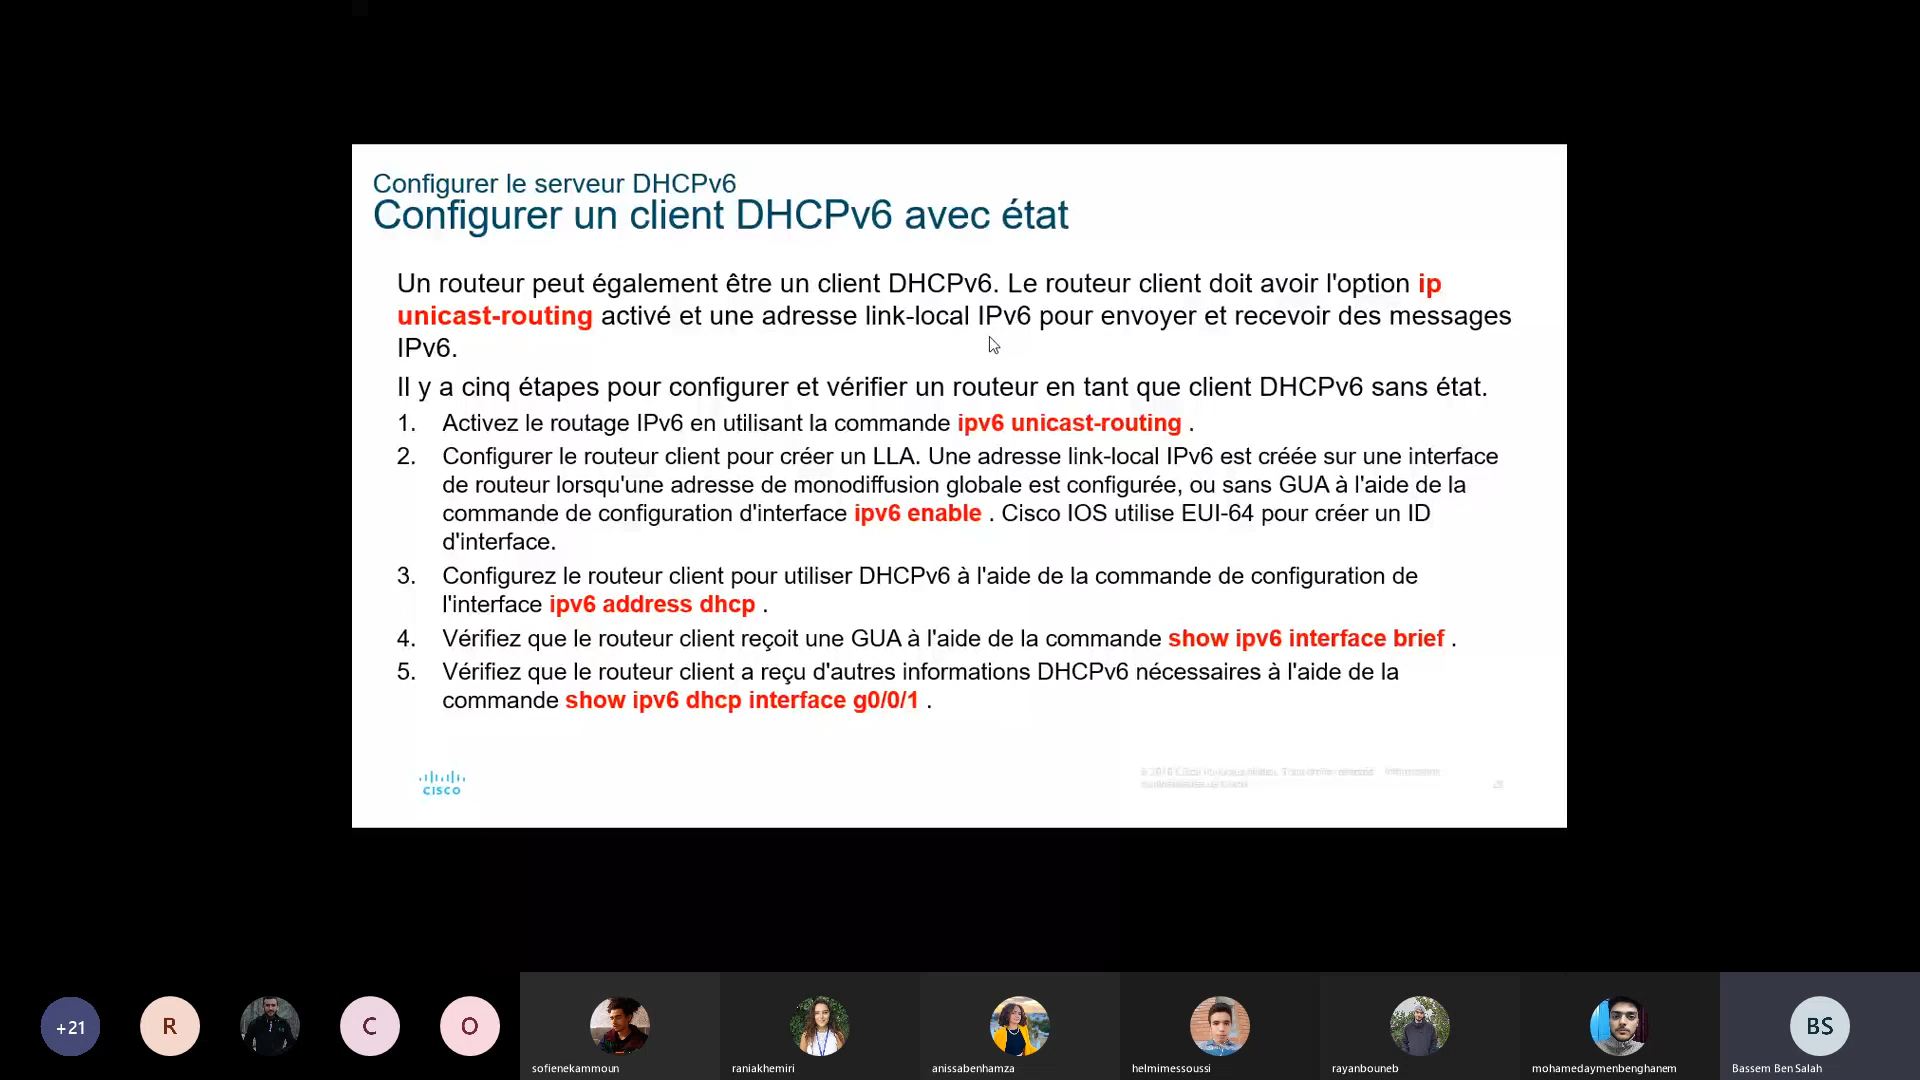 Configurer le serveur DHCPv6
Configurer un client DHCPv6 avec état
Un routeur peut également être un client DHCPv6. Le routeur client doit avoir l'option ip
unicast-routing activé et une adresse link-local IPv6 pour envoyer et recevoir des messages
IPv6.
Il y a cinq étapes pour configurer et vérifier un routeur en tant que client DHCPv6 sans état.
1. Activez le routage IPv6 en utilisant la commande ipv6 unicast-routing .
2. Configurer le routeur client pour créer un LLA. Une adresse link-local IPv6 est créée sur une interface
de routeur lorsqu'une adresse de monodiffusion globale est configurée, ou sans GUA à l'aide de la
commande de configuration d'interface ipv6 enable . Cisco IOS utilise EUI-64 pour créer un ID
d'interface.
3. Configurez le routeur client pour utiliser DHCPv6 à l'aide de la commande de configuration de
l'interface ipv6 address dhcp .
4. Vérifiez que le routeur client reçoit une GUA à l'aide de la commande show ipv6 interface brief .
5. Vérifiez que le routeur client a reçu d'autres informations DHCPv6 nécessaires à l'aide de la
commande show ipv6 dhcp interface g0/0/1 .
CISCO
+21
R
C
O
BS
sofienekammoun
raniakhemiri
anissabenhamza
helmimessoussi
rayanbouneb
mohamedaymenbenghanem
Bassem Ben Salah